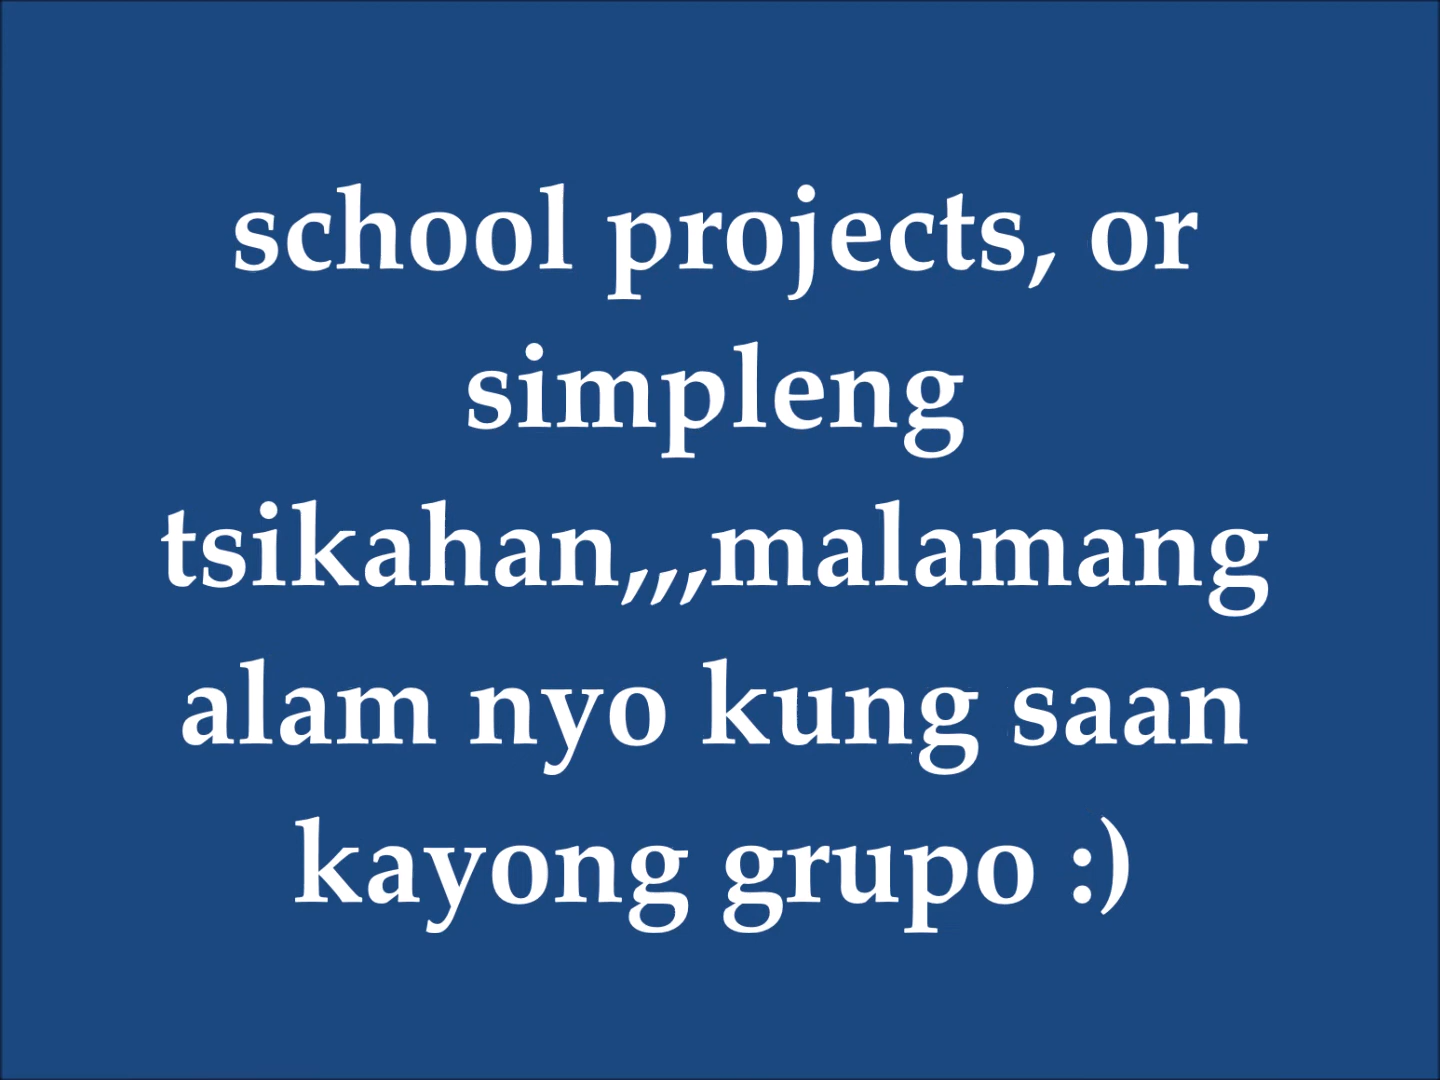 school projects, or
simpleng
tsikahan,,,malamang
alam nyo kung saan
kayong grupo :)